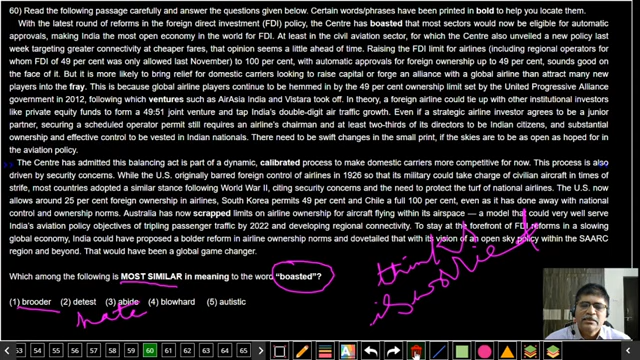 60) Read the following passage carefully and answer the questions given below. Certain words/phrases have been printed in bold to help you locate them.
With the latest round of reforms in the foreign direct investment (FDI) policy, the Centre has boasted that most sectors would now be eligible for automatic
approvals, making India the most open economy in the world for FDI. At least in the civil aviation sector, for which the Centre also unveiled a new policy last
week targeting greater connectivity at cheaper fares, that opinion seems a little ahead of time. Raising the FDI limit for airlines (including regional operators for
whom FDI of 49 per cent was only allowed last November) to 100 per cent, with automatic approvals for foreign ownership up to 49 per cent, sounds good on
the face of it. But it is more likely to bring relief for domestic carriers looking to raise capital or forge an alliance with a global airline than attract many new
players into the fray. This is because global airline players continue to be hemmed in by the 49 per cent ownership limit set by the United Progressive Alliance
government in 2012, following which ventures such as AirAsia India and Vistara took off. In theory, a foreign airline could tie up with other institutional investors
like private equity funds to form a 49:51 joint venture and tap India's double-digit air traffic growth. Even if a strategic airline investor agrees to be a junior
partner, securing a scheduled operator permit still requires an airline's chairman and at least two-thirds of its directors to be Indian citizens, and substantial
ownership and effective control to be vested in Indian nationals. There need to be swift changes in the small print, if the skies are to be as open as hoped for in
the aviation policy.
The Centre has admitted this balancing act is part of a dynamic, calibrated process to make domestic carriers more competitive for now. This process is also
driven by security concerns. While the U.S. originally barred foreign control of airlines in 1926 so that its military could take charge of civilian aircraft in times of
strife, most countries adopted a similar stance following World War II, citing security concerns and the need to protect the turf of national airlines. The U.S. now
allows around 25 per cent foreign ownership in airlines, South Korea permits 49 per cent and Chile a full 100 per cent, even as it has done away with national
control and ownership norms. Australia has now scrapped limits on airline ownership for aircraft flying within its airspace – a model that could very well serve
India's aviation policy objectives of tripling passenger traffic by 2022 and developing regional connectivity. To stay at the forefront of FDI reforms in a slowing
global economy, India could have proposed a bolder reform in airline ownership norms and dovetailed that with its vision of an open sky policy within the SAARC
region and beyond. That would have been a global game changer.
Which among the following is MOST SIMILAR in meaning to the word "boasted"?
think
is worried
(1) brooder (2) detest (3) abide (4) blowhard (5) autistic
hate
2 3 4 5 6 7 8 9 10
58 59 60 61 62